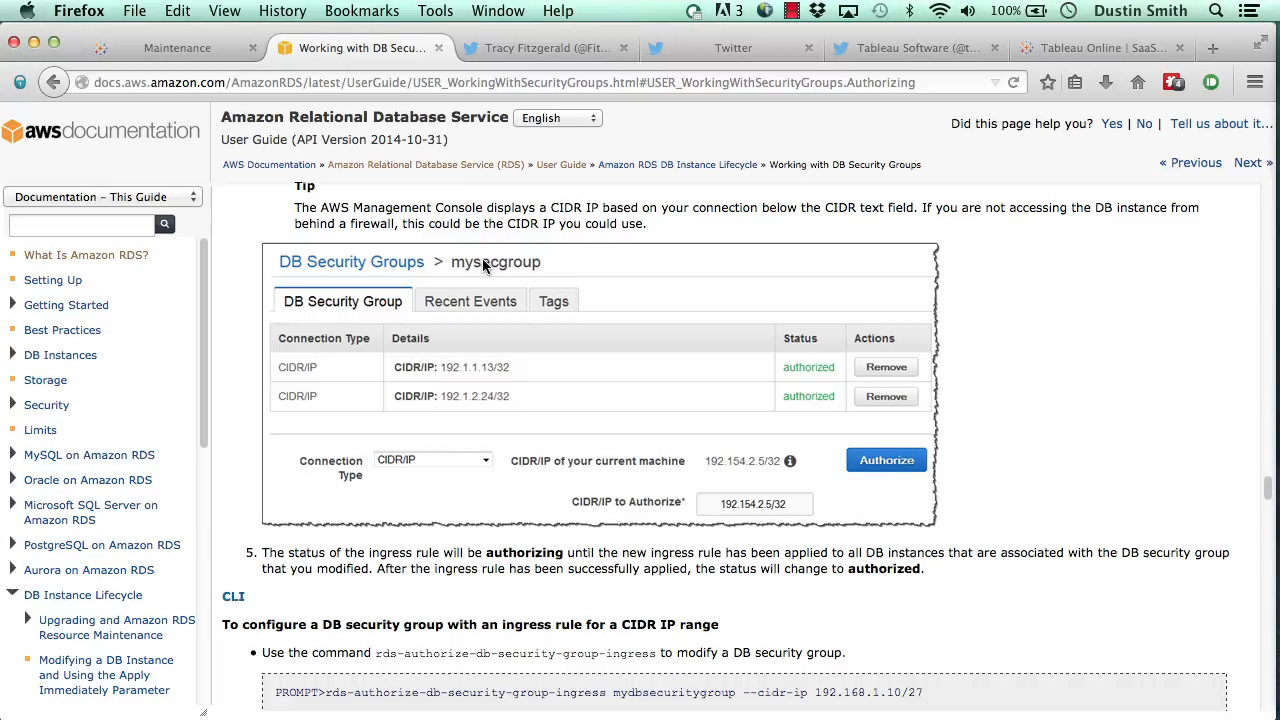 Firefox File Edit View History Bookmarks Tools Window Help 3 100% Dustin Smith
Maintenance × Working with DB Secu... × Tracy Fitzgerald (@Fit... × Twitter × Tableau Software (@t... × Tableau Online | SaaS... × +
docs.aws.amazon.com/AmazonRDS/latest/UserGuide/USER_WorkingWithSecurityGroups.html#USER_WorkingWithSecurityGroups.Authorizing
awsdocumentation
Documentation – This Guide
What Is Amazon RDS?
Setting Up
Getting Started
Best Practices
DB Instances
Storage
Security
Limits
MySQL on Amazon RDS
Oracle on Amazon RDS
Microsoft SQL Server on
Amazon RDS
PostgreSQL on Amazon RDS
Aurora on Amazon RDS
DB Instance Lifecycle
Upgrading and Amazon RDS
Resource Maintenance
Modifying a DB Instance
and Using the Apply
Immediately Parameter
Amazon Relational Database Service English
User Guide (API Version 2014-10-31)
Did this page help you? Yes | No | Tell us about it...
AWS Documentation » Amazon Relational Database Service (RDS) » User Guide » Amazon RDS DB Instance Lifecycle » Working with DB Security Groups
« Previous Next »
Tip
The AWS Management Console displays a CIDR IP based on your connection below the CIDR text field. If you are not accessing the DB instance from
behind a firewall, this could be the CIDR IP you could use.
DB Security Groups > mysecgroup
DB Security Group Recent Events Tags
Connection Type Details Status Actions
CIDR/IP CIDR/IP: 192.1.1.13/32 authorized Remove
CIDR/IP CIDR/IP: 192.1.2.24/32 authorized Remove
Connection Type CIDR/IP CIDR/IP of your current machine 192.154.2.5/32 Authorize
CIDR/IP to Authorize* 192.154.2.5/32
5. The status of the ingress rule will be authorizing until the new ingress rule has been applied to all DB instances that are associated with the DB security group
that you modified. After the ingress rule has been successfully applied, the status will change to authorized.
CLI
To configure a DB security group with an ingress rule for a CIDR IP range
• Use the command rds-authorize-db-security-group-ingress to modify a DB security group.
PROMPT>rds-authorize-db-security-group-ingress mydbsecuritygroup --cidr-ip 192.168.1.10/27